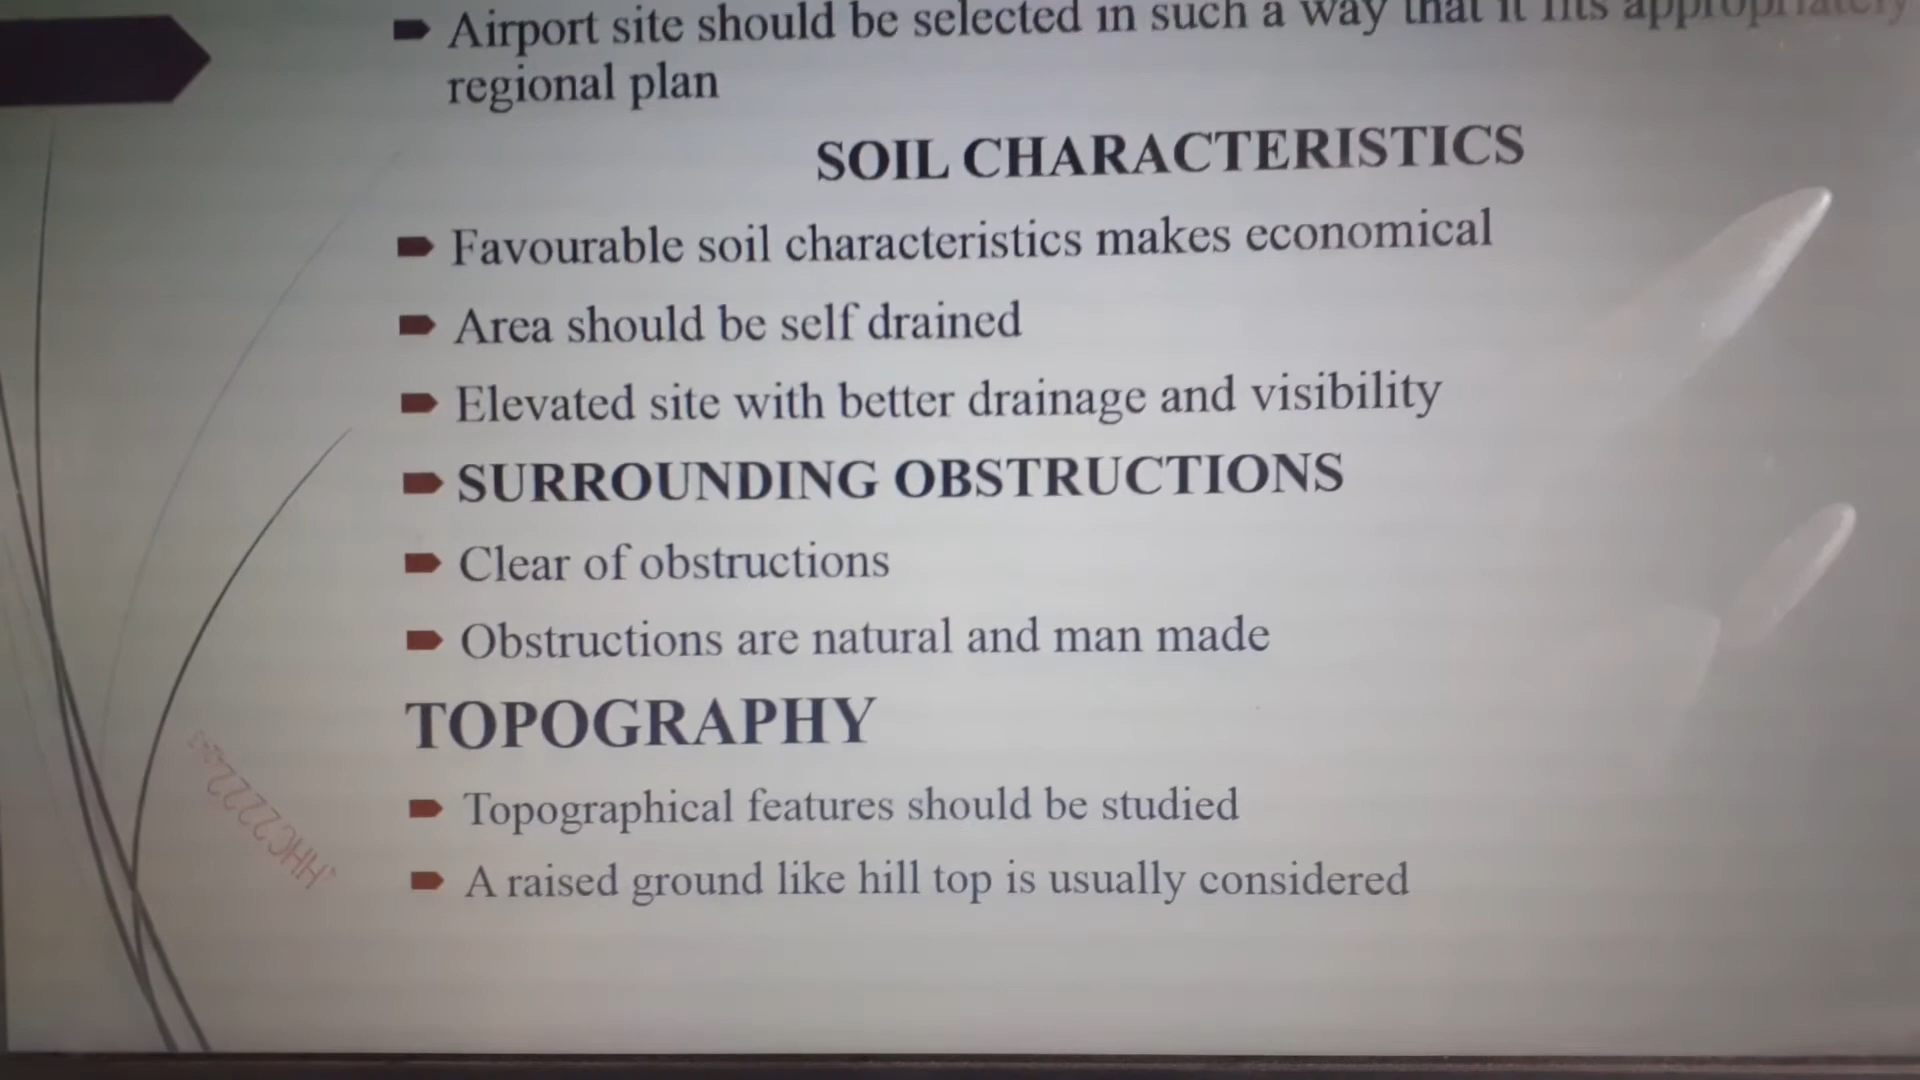 Airport site should be selected in such a way that it fits appropriately
regional plan
SOIL CHARACTERISTICS
Favourable soil characteristics makes economical
Area should be self drained
Elevated site with better drainage and visibility
SURROUNDING OBSTRUCTIONS
Clear of obstructions
Obstructions are natural and man made
TOPOGRAPHY
Topographical features should be studied
A raised ground like hill top is usually considered